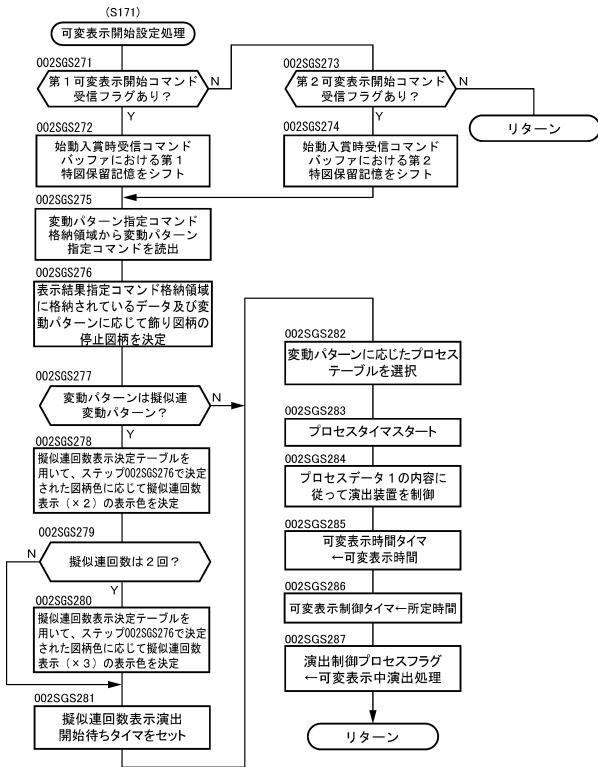 (S171)
可変表示開始設定処理
002SGS271
第1可変表示開始コマンド
受信フラグあり?
N
Y
002SGS273
第2可変表示開始コマンド
受信フラグあり?
N
Y
リターン
002SGS272
始動入賞時受信コマンド
バッファにおける第1
特図保留記憶をシフト
002SGS274
始動入賞時受信コマンド
バッファにおける第2
特図保留記憶をシフト
002SGS275
変動パターン指定コマンド
格納領域から変動パターン
指定コマンドを読出
002SGS276
表示結果指定コマンド格納領域
に格納されているデータ及び変
動パターンに応じて飾り図柄の
停止図柄を決定
002SGS277
変動パターンは擬似連
変動パターン?
N
Y
002SGS278
擬似連回数表示決定テーブルを
用いて、ステップ002SGS276で決定
された図柄色に応じて擬似連回数
表示(×2)の表示色を決定
002SGS279
N
擬似連回数は2回?
Y
002SGS280
擬似連回数表示決定テーブルを
用いて、ステップ002SGS276で決定
された図柄色に応じて擬似連回数
表示(×3)の表示色を決定
002SGS281
擬似連回数表示演出
開始待ちタイマをセット
002SGS282
変動パターンに応じたプロセス
テーブルを選択
002SGS283
プロセスタイマスタート
002SGS284
プロセスデータ1の内容に
従って演出装置を制御
002SGS285
可変表示時間タイマ
←可変表示時間
002SGS286
可変表示制御タイマ←所定時間
002SGS287
演出制御プロセスフラグ
←可変表示中演出処理
リターン